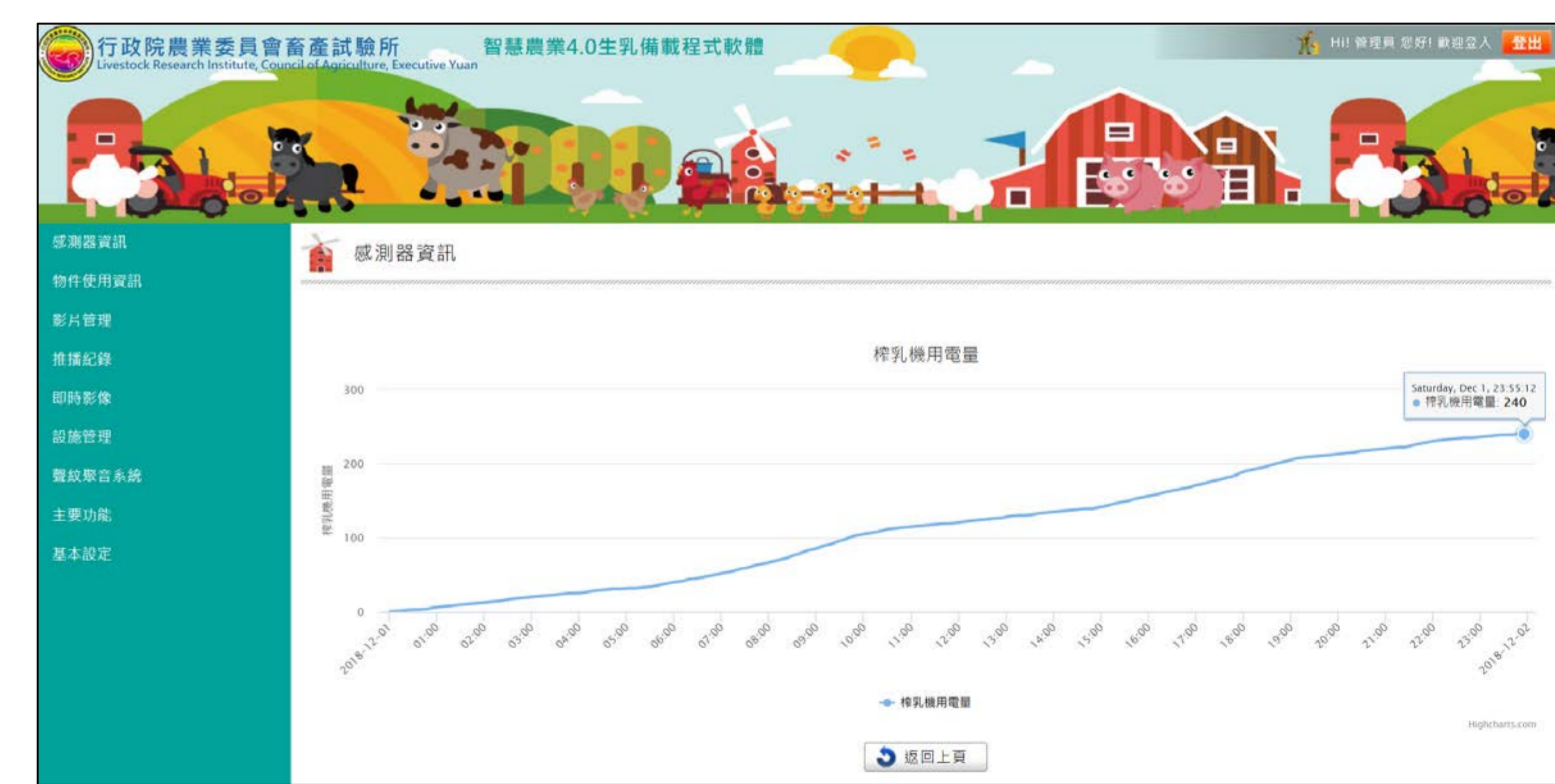 行政院農業委員會畜產試驗所
Livestock Research Institute, Council of Agriculture, Executive Yuan
智慧農業4.0生乳備載程式軟體
Hi! 管理員 您好! 歡迎登入 登出
感測器資訊
物件使用資訊
影片管理
推播紀錄
即時影像
設施管理
聲紋聚音系統
主要功能
基本設定
感測器資訊
榨乳機用電量
Saturday, Dec 1, 23:55:12
榨乳機用電量: 240
榨乳機用電量
300
200
100
0
2018-12-01 01:00 02:00 03:00 04:00 05:00 06:00 07:00 08:00 09:00 10:00 11:00 12:00 13:00 14:00 15:00 16:00 17:00 18:00 19:00 20:00 21:00 22:00 23:00 2018-12-02
榨乳機用電量
Highcharts.com
返回上頁